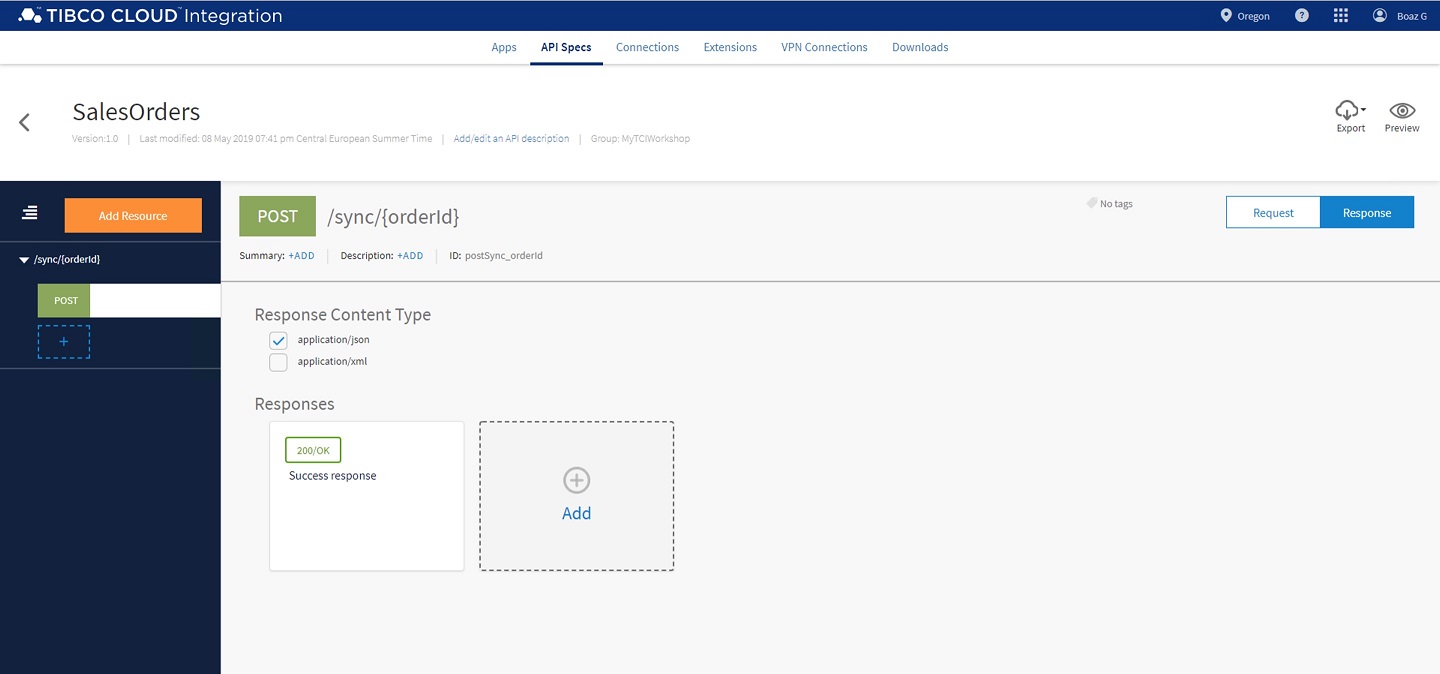 TIBCO CLOUD™ Integration
Oregon
?
Boaz G
Apps API Specs Connections Extensions VPN Connections Downloads
SalesOrders
Version:1.0 | Last modified: 08 May 2019 07:41 pm Central European Summer Time | Add/edit an API description | Group: MyTCIWorkshop
Export
Preview
Add Resource
/sync/{orderId}
POST
+
POST /sync/{orderId}
No tags
Request Response
Summary: +ADD | Description: +ADD | ID: postSync_orderId
Response Content Type
application/json
application/xml
Responses
200/OK
Success response
Add